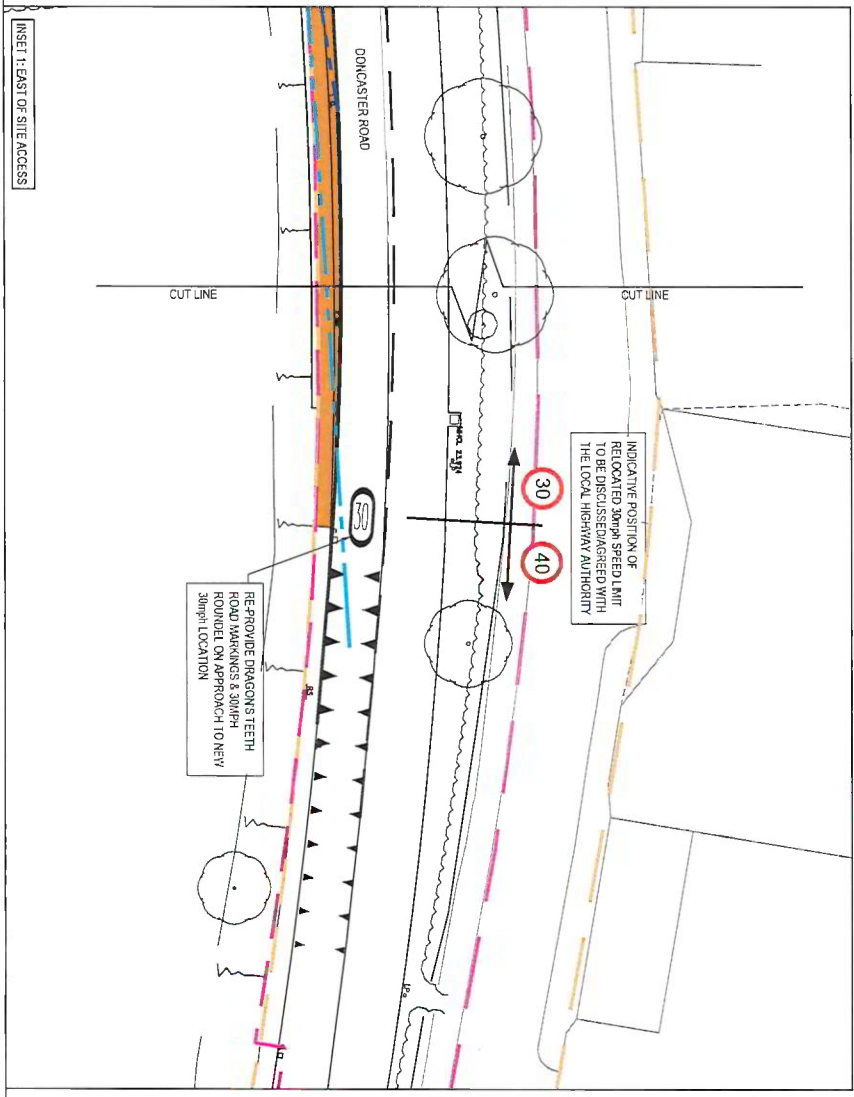 INSET 1: EAST OF SITE ACCESS
DONCASTER ROAD
CUT LINE
CUT LINE
INDICATIVE POSITION OF
RELOCATED 30mph SPEED LIMIT
TO BE DISCUSSED/AGREED WITH
THE LOCAL HIGHWAY AUTHORITY
30
40
30
RE-PROVIDE DRAGON'S TEETH
ROAD MARKINGS & 30MPH
ROUNDEL ON APPROACH TO NEW
30mph LOCATION
RS